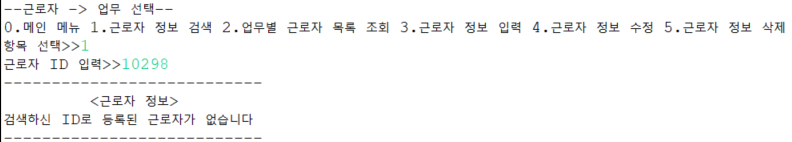 --근로자 -> 업무 선택--
0.메인 메뉴 1.근로자 정보 검색 2.업무별 근로자 목록 조회 3.근로자 정보 입력 4.근로자 정보 수정 5.근로자 정보 삭제
항목 선택>>1
근로자 ID 입력>>10298
----------------------------
<근로자 정보>
검색하신 ID로 등록된 근로자가 없습니다
----------------------------